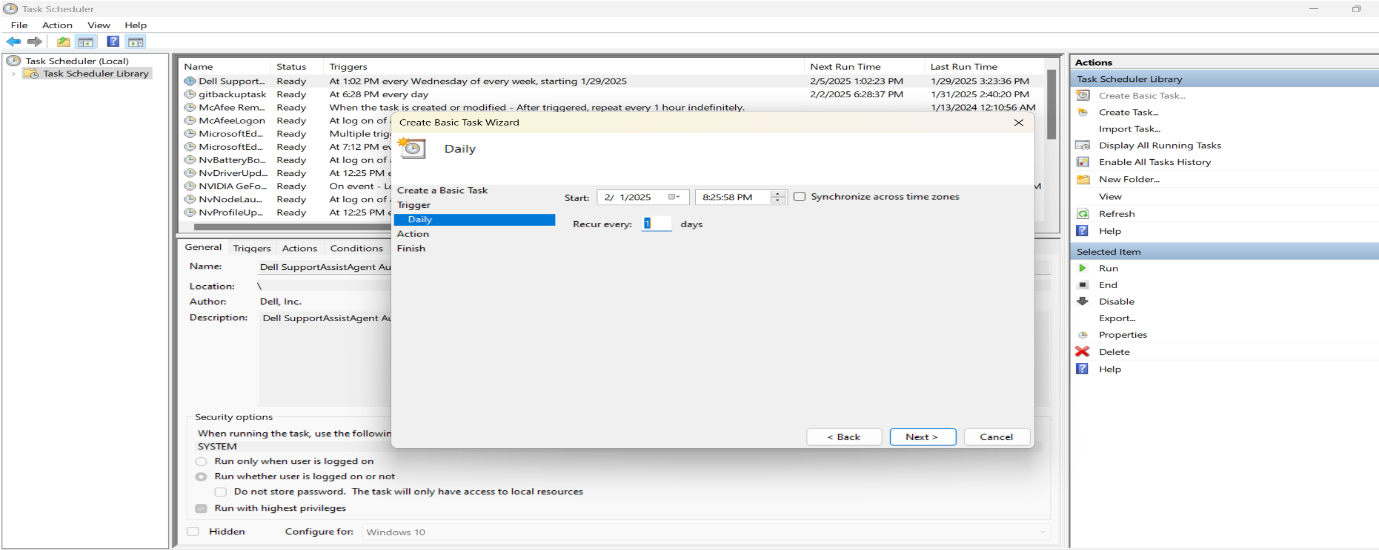 Task Scheduler
File Action View Help
Task Scheduler (Local)
Task Scheduler Library
Name Status Triggers Next Run Time Last Run Time
Dell Support... Ready At 1:02 PM every Wednesday of every week, starting 1/29/2025 2/5/2025 1:02:23 PM 1/29/2025 3:23:36 PM
gitbackuptask Ready At 6:28 PM every day 2/2/2025 6:28:37 PM 1/31/2025 2:40:20 PM
McAfee Rem... Ready When the task is created or modified - After triggered, repeat every 1 hour indefinitely. 1/13/2024 12:10:56 AM
McAfeeLogon Ready At log on of a
MicrosoftEd... Ready Multiple trig
MicrosoftEd... Ready At 7:12 PM ev
NvBatteryBo... Ready At log on of a
NvDriverUpd... Ready At 12:25 PM e
NVIDIA GeFo... Ready On event - Lo M
NvNodeLau... Ready At log on of a
NvProfileUp... Ready At 12:25 PM e
General Triggers Actions Conditions
Name: Dell SupportAssistAgent Au
Location: \
Author: Dell, Inc.
Description: Dell SupportAssistAgent Au
Security options
When running the task, use the followin
SYSTEM
Run only when user is logged on
Run whether user is logged on or not
Do not store password. The task will only have access to local resources
Run with highest privileges
Hidden Configure for: Windows 10
Create Basic Task Wizard
Daily
Create a Basic Task
Trigger
Daily
Action
Finish
Start: 2/ 1/2025 8:25:58 PM Synchronize across time zones
Recur every: 1 days
< Back Next > Cancel
Actions
Task Scheduler Library
Create Basic Task...
Create Task...
Import Task...
Display All Running Tasks
Enable All Tasks History
New Folder...
View
Refresh
Help
Selected Item
Run
End
Disable
Export...
Properties
Delete
Help